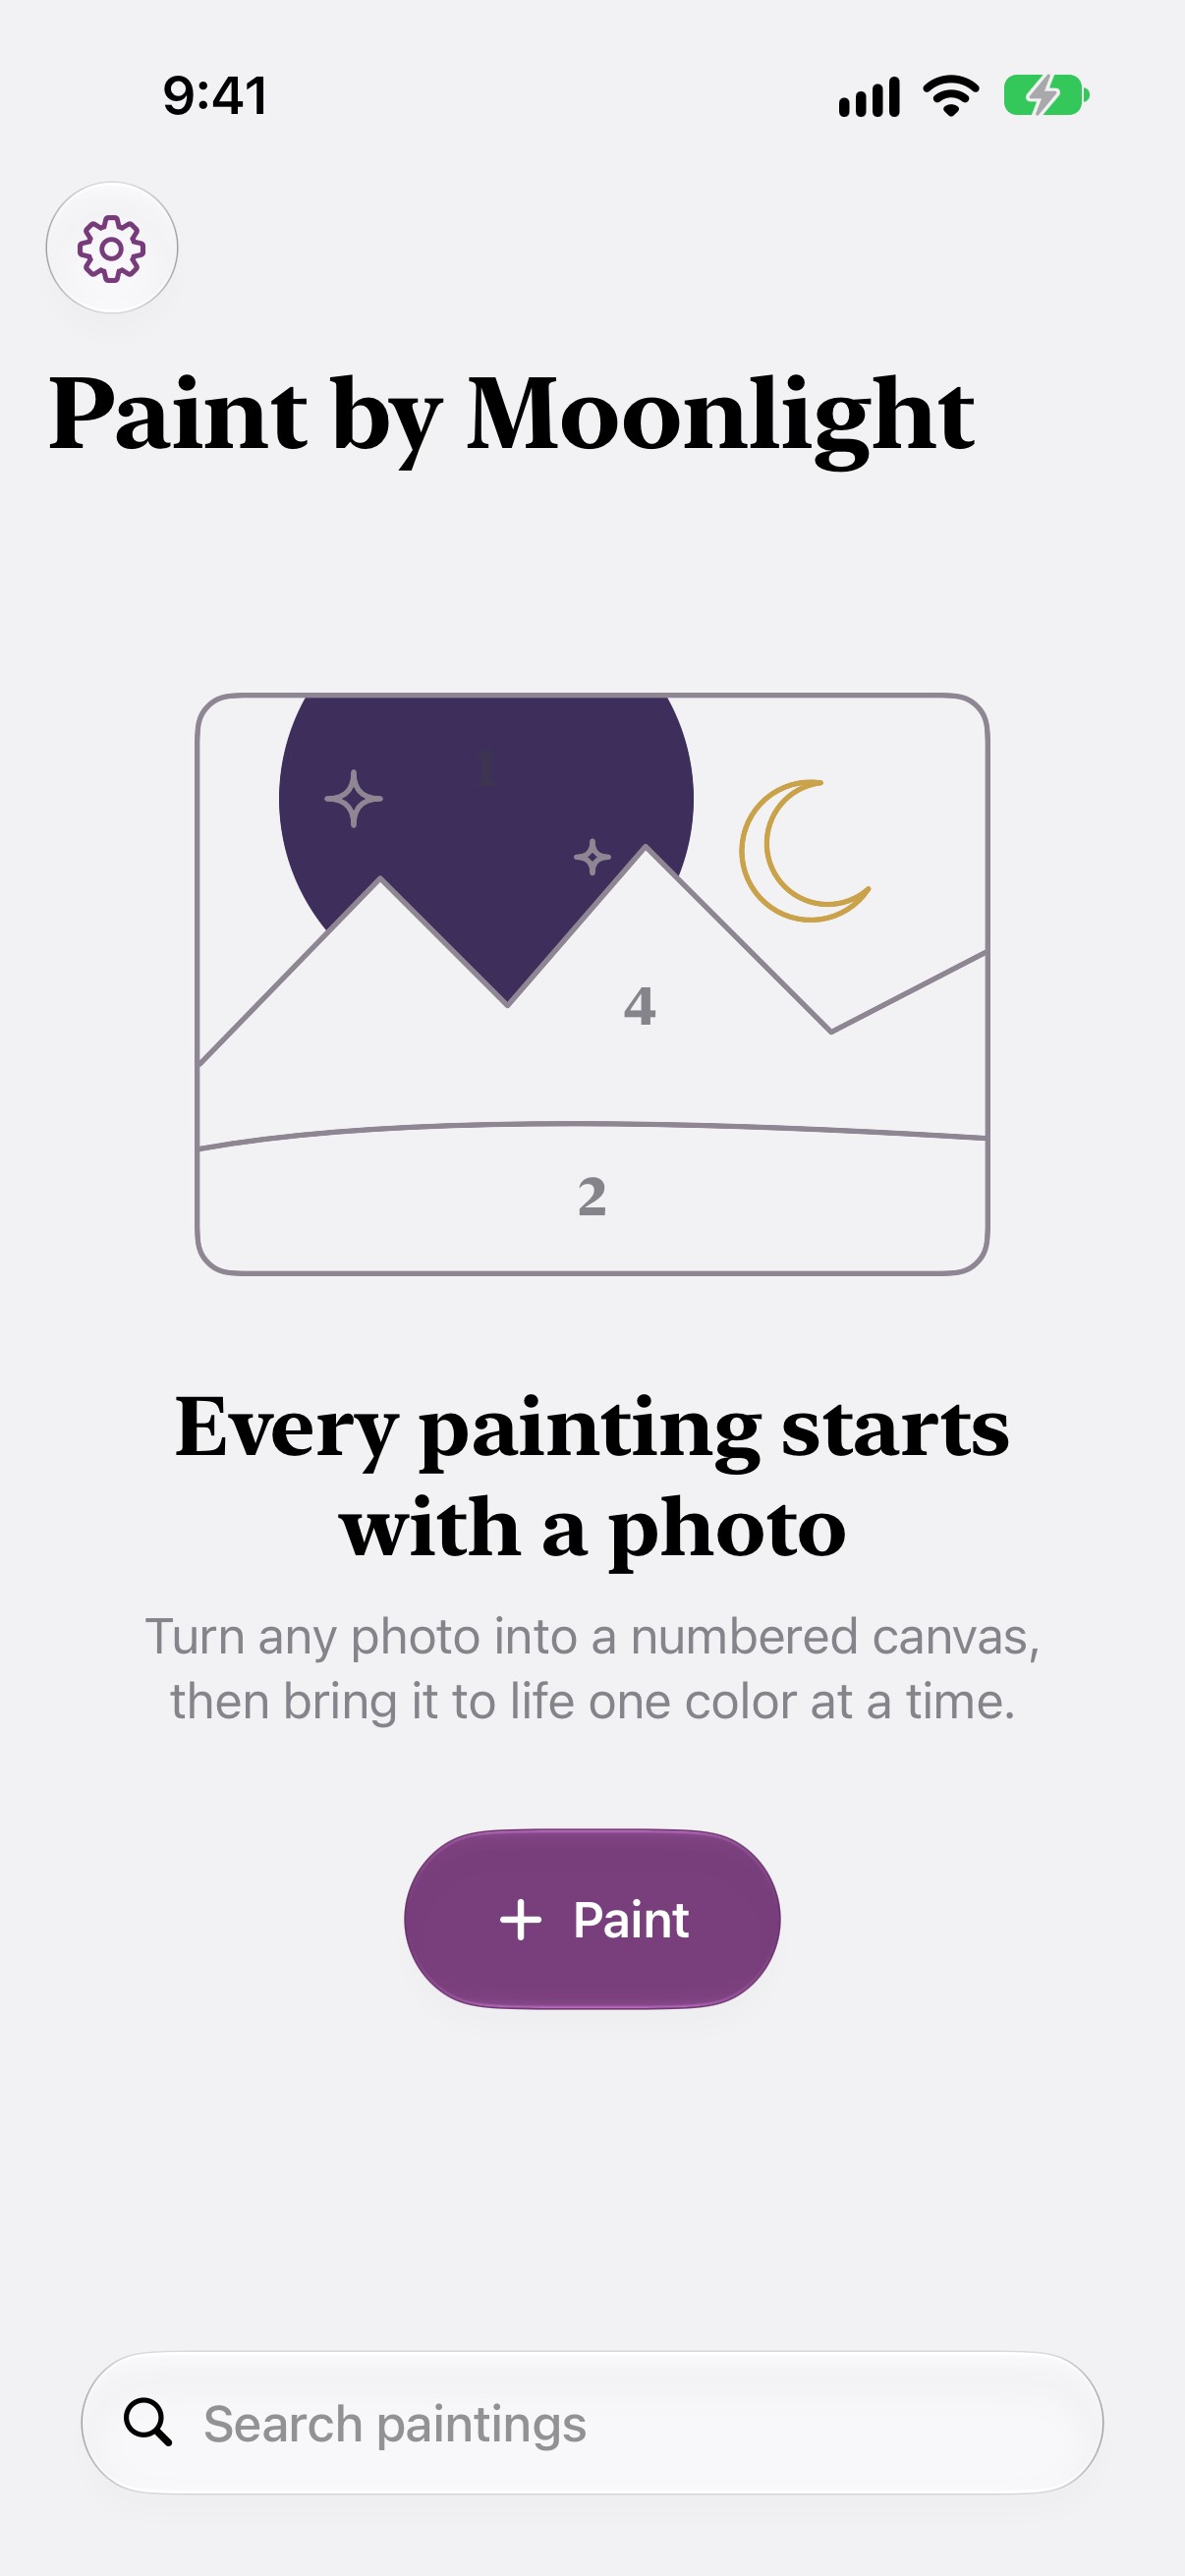 9:41
Paint by Moonlight
1
4
2
Every painting starts
with a photo
Turn any photo into a numbered canvas,
then bring it to life one color at a time.
+ Paint
Search paintings